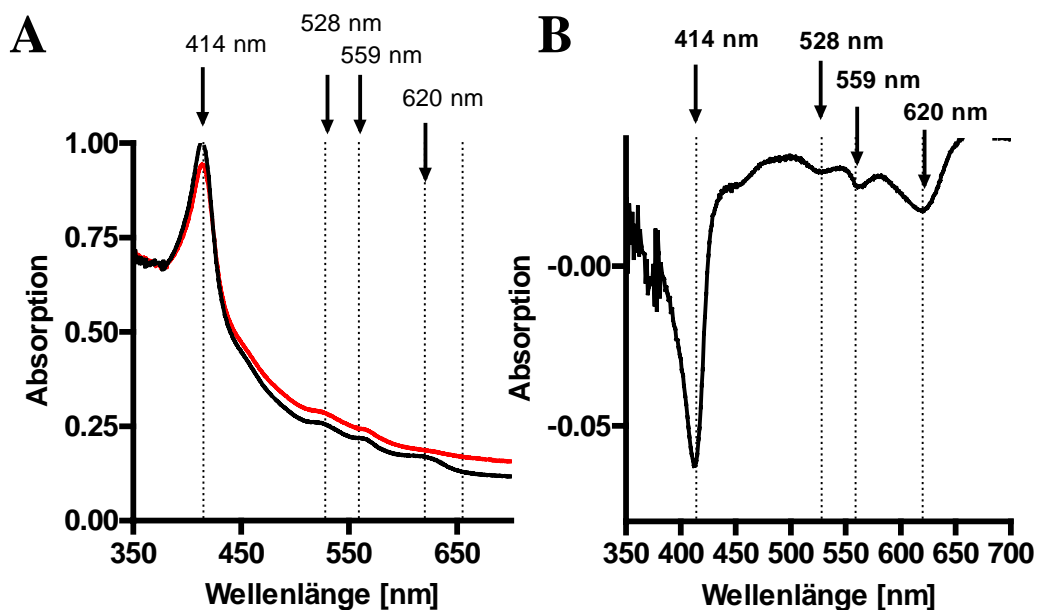 A
414 nm
528 nm
559 nm
620 nm
1.00
0.75
0.50
0.25
0.00
Absorption
350
450
550
650
Wellenlänge [nm]
B
414 nm
528 nm
559 nm
620 nm
-0.00
-0.05
Absorption
350 400 450 500 550 600 650 700
Wellenlänge [nm]